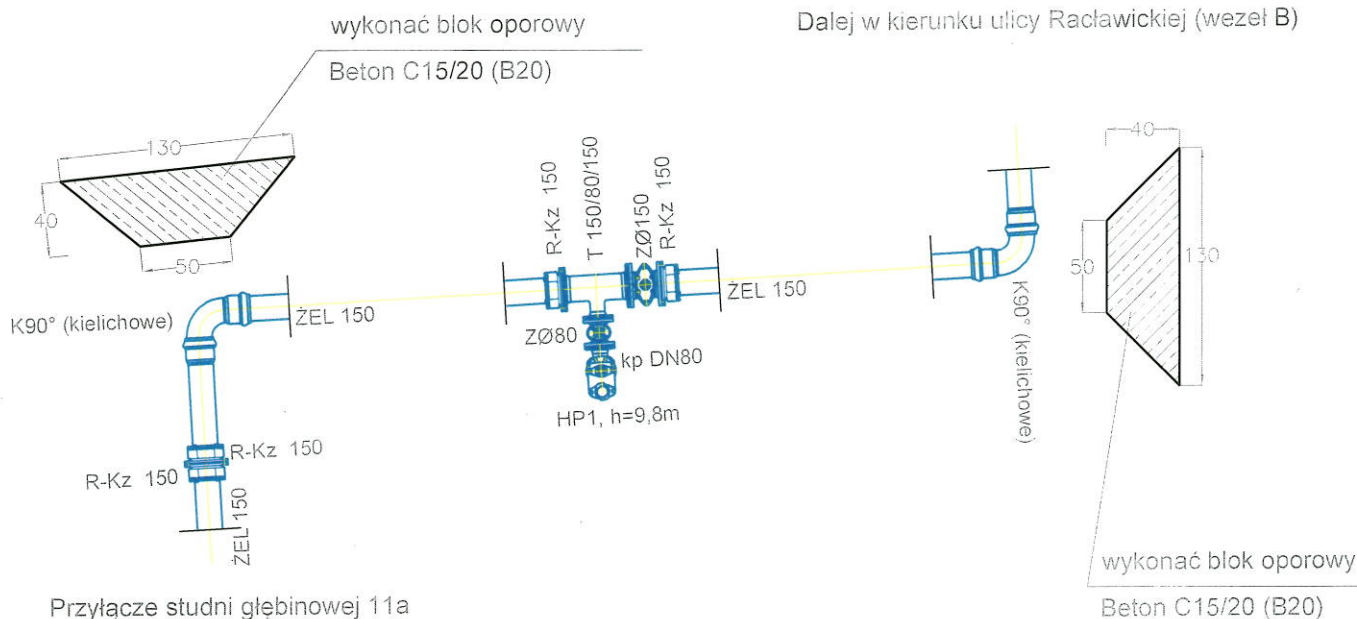 wykonać blok oporowy
Beton C15/20 (B20)
Dalej w kierunku ulicy Racławickiej (wezeł B)
130
40
50
K90° (kielichowe)
ŻEL 150
R-Kz 150
R-Kz 150
ŻEL 150
R-Kz 150
T 150/80/150
ZØ150
R-Kz 150
ŻEL 150
ZØ80
kp DN80
HP1, h=9,8m
K90° (kielichowe)
40
50
130
wykonać blok oporowy
Beton C15/20 (B20)
Przyłącze studni głębinowej 11a